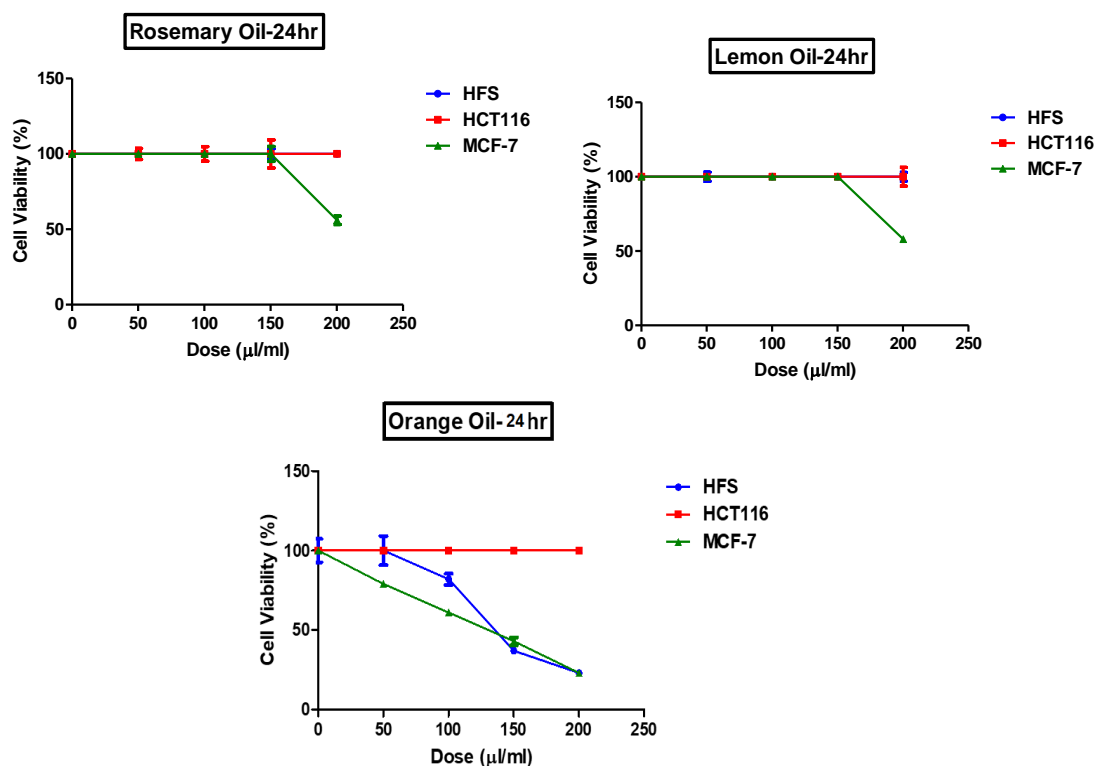 Rosemary Oil-24hr
150
100
50
0
Cell Viability (%)
0 50 100 150 200 250
Dose (µl/ml)
HFS
HCT116
MCF-7
Lemon Oil-24hr
150
100
50
0
Cell Viability (%)
0 50 100 150 200 250
Dose (µl/ml)
HFS
HCT116
MCF-7
Orange Oil- 24 hr
150
100
50
0
Cell Viability (%)
0 50 100 150 200 250
Dose (µl/ml)
HFS
HCT116
MCF-7